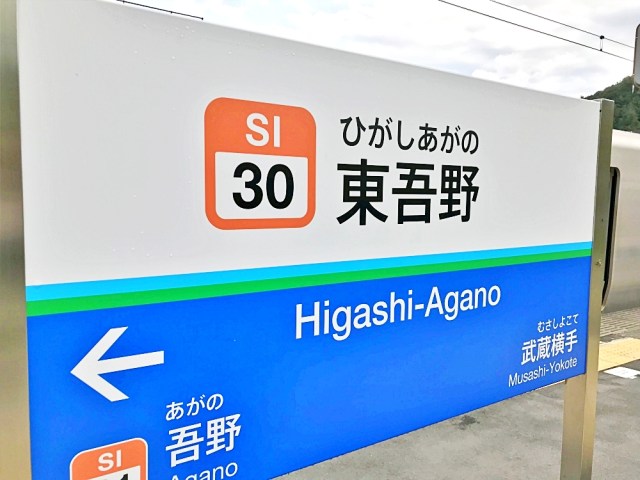 SI
30
ひがしあがの
東吾野
Higashi-Agano
むさしよこて
武蔵横手
Musashi-Yokote
あがの
吾野
Agano
SI